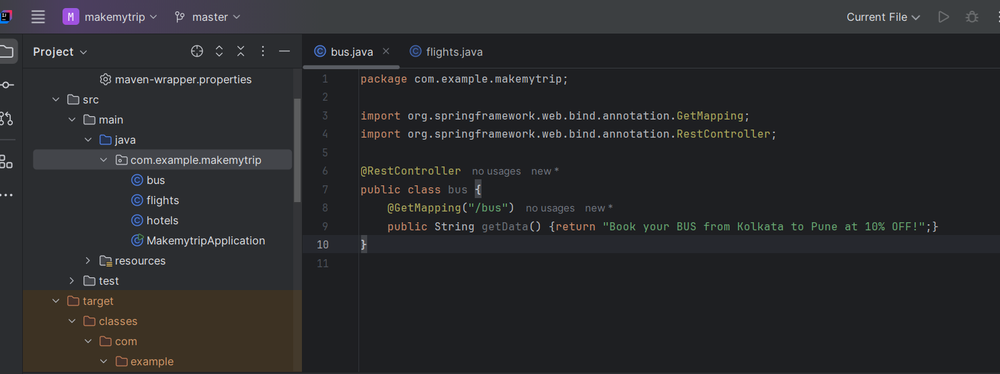 M makemytrip master Current File
Project
bus.java flights.java
maven-wrapper.properties
src
main
java
com.example.makemytrip
bus
flights
hotels
MakemytripApplication
resources
test
target
classes
com
example
1 package com.example.makemytrip;
2
3 import org.springframework.web.bind.annotation.GetMapping;
4 import org.springframework.web.bind.annotation.RestController;
5
6 @RestController no usages new *
7 public class bus {
8 @GetMapping("/bus") no usages new *
9 public String getData() {return "Book your BUS from Kolkata to Pune at 10% OFF!";}
10 }
11